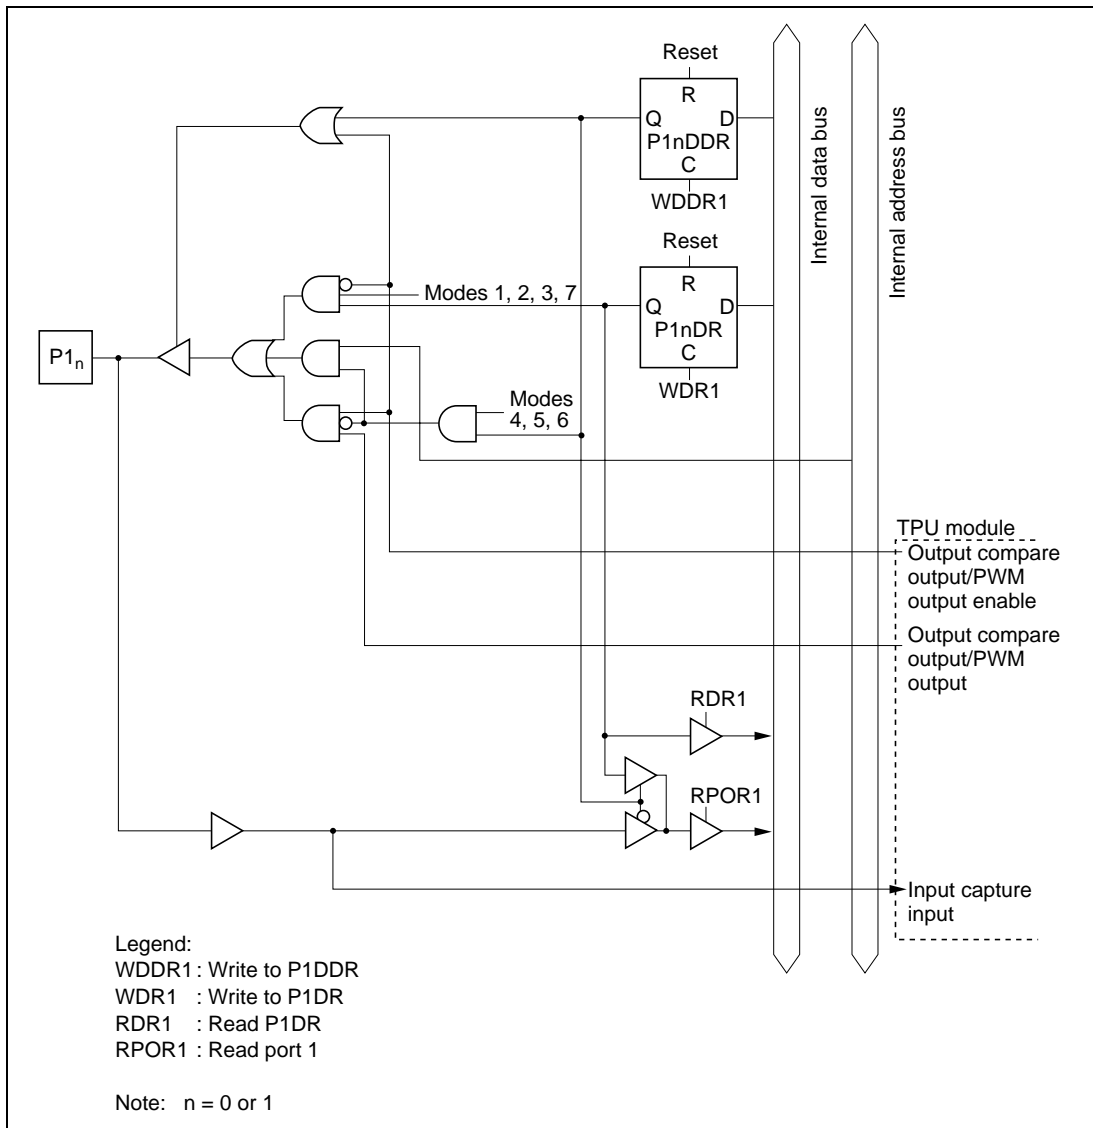 Reset
R
Q D
P1nDDR
C
WDDR1
Internal data bus
Internal address bus
Reset
R
Modes 1, 2, 3, 7
Q D
P1nDR
C
WDR1
P1n
Modes
4, 5, 6
TPU module
Output compare
output/PWM
output enable
Output compare
output/PWM
output
RDR1
RPOR1
Input capture
input
Legend:
WDDR1 : Write to P1DDR
WDR1 : Write to P1DR
RDR1 : Read P1DR
RPOR1 : Read port 1
Note: n = 0 or 1